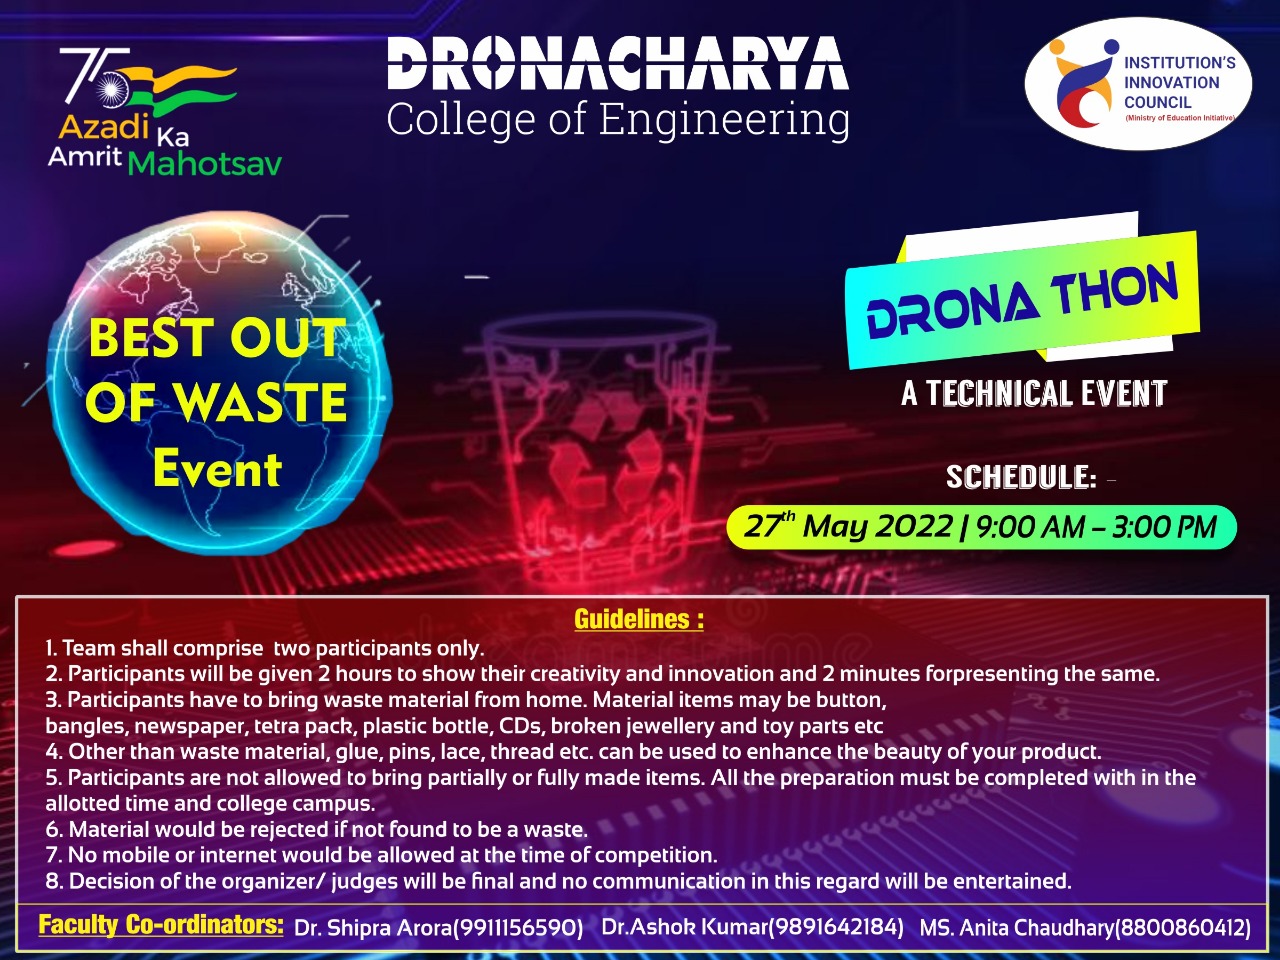 75
Azadi Ka
Amrit Mahotsav
DRONACHARYA
College of Engineering
INSTITUTION'S
INNOVATION
COUNCIL
(Ministry of Education Initiative)
BEST OUT
OF WASTE
Event
DRONA THON
A TECHNICAL EVENT
SCHEDULE: -
27th May 2022 | 9:00 AM – 3:00 PM
Guidelines :
1. Team shall comprise two participants only.
2. Participants will be given 2 hours to show their creativity and innovation and 2 minutes forpresenting the same.
3. Participants have to bring waste material from home. Material items may be button,
bangles, newspaper, tetra pack, plastic bottle, CDs, broken jewellery and toy parts etc
4. Other than waste material, glue, pins, lace, thread etc. can be used to enhance the beauty of your product.
5. Participants are not allowed to bring partially or fully made items. All the preparation must be completed with in the
allotted time and college campus.
6. Material would be rejected if not found to be a waste.
7. No mobile or internet would be allowed at the time of competition.
8. Decision of the organizer/ judges will be final and no communication in this regard will be entertained.
Faculty Co-ordinators: Dr. Shipra Arora(9911156590) Dr.Ashok Kumar(9891642184) MS. Anita Chaudhary(8800860412)